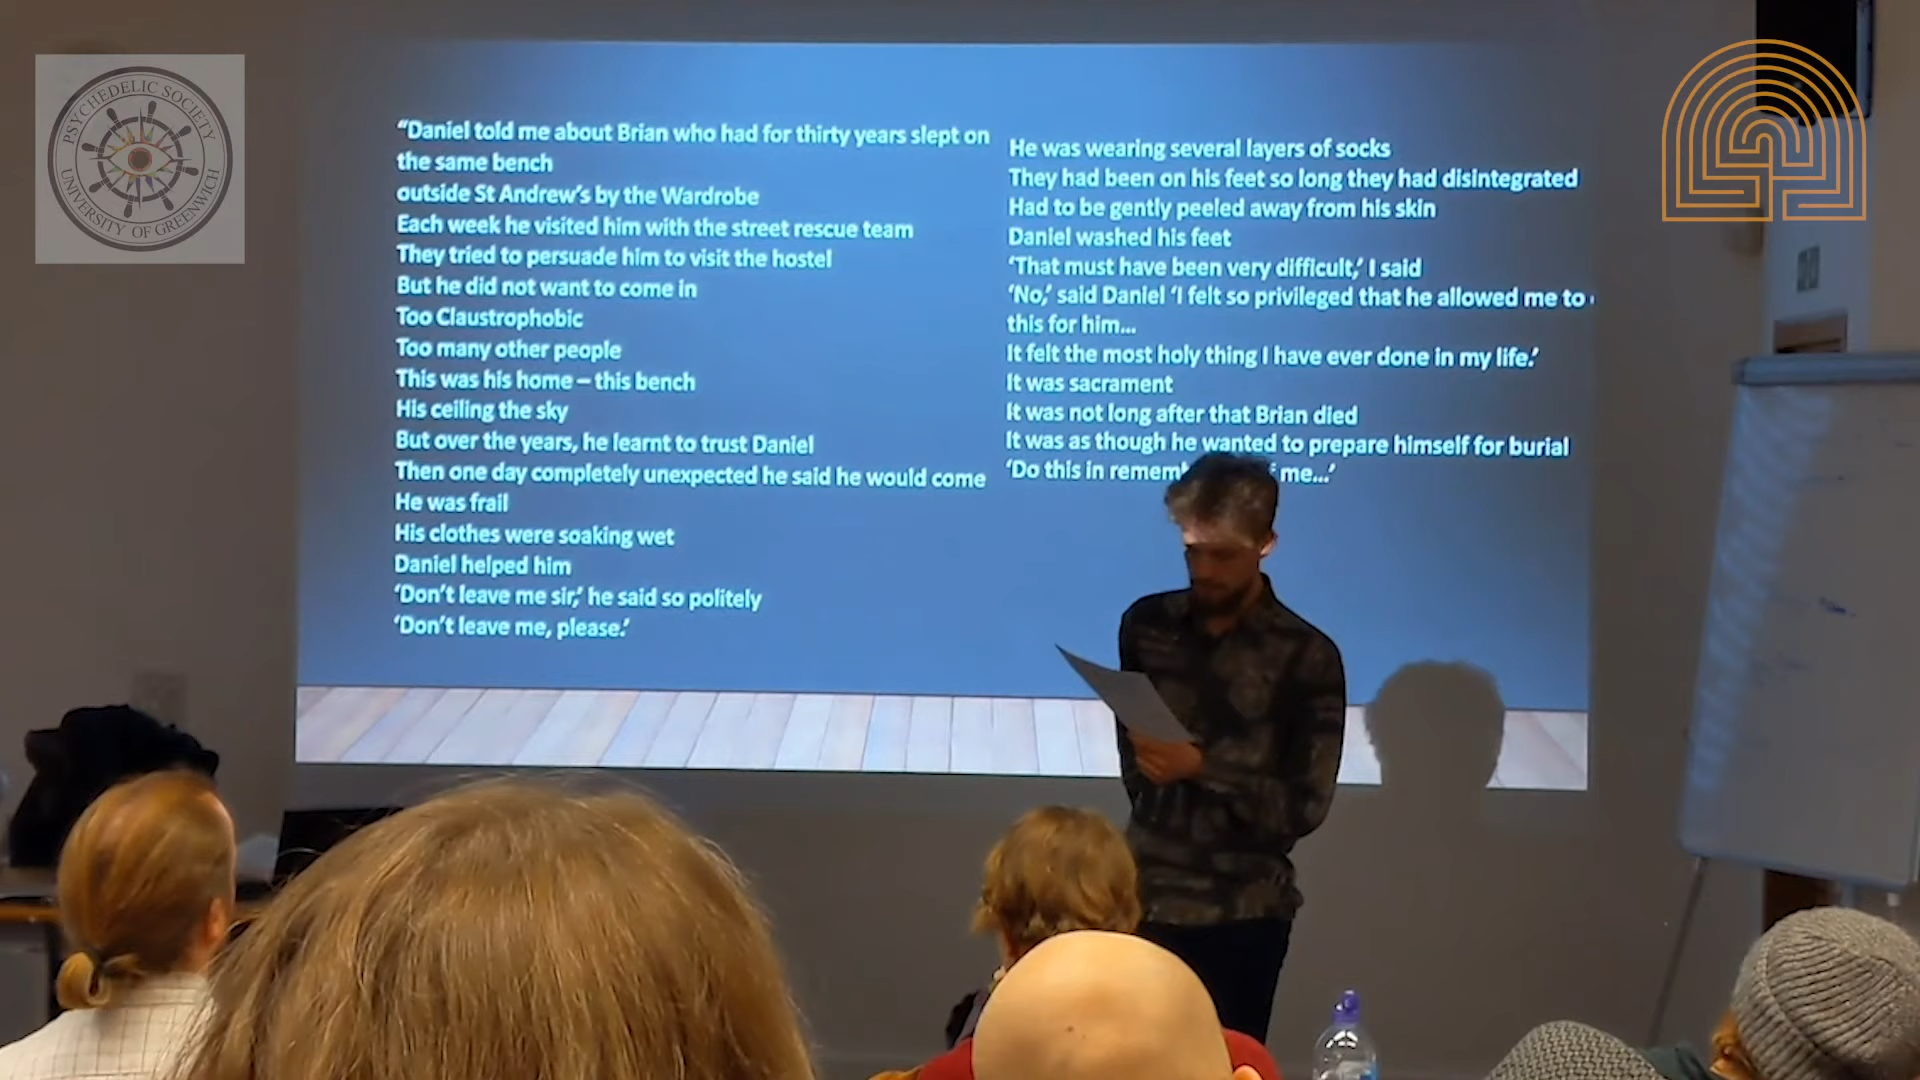 PSYCHEDELIC SOCIETY
UNIVERSITY OF GREENWICH
“Daniel told me about Brian who had for thirty years slept on
the same bench
outside St Andrew’s by the Wardrobe
Each week he visited him with the street rescue team
They tried to persuade him to visit the hostel
But he did not want to come in
Too Claustrophobic
Too many other people
This was his home – this bench
His ceiling the sky
But over the years, he learnt to trust Daniel
Then one day completely unexpected he said he would come
He was frail
His clothes were soaking wet
Daniel helped him
‘Don’t leave me sir,’ he said so politely
‘Don’t leave me, please.’
He was wearing several layers of socks
They had been on his feet so long they had disintegrated
Had to be gently peeled away from his skin
Daniel washed his feet
‘That must have been very difficult,’ I said
‘No,’ said Daniel ‘I felt so privileged that he allowed me to
this for him...
It felt the most holy thing I have ever done in my life.’
It was sacrament
It was not long after that Brian died
It was as though he wanted to prepare himself for burial
‘Do this in me...’